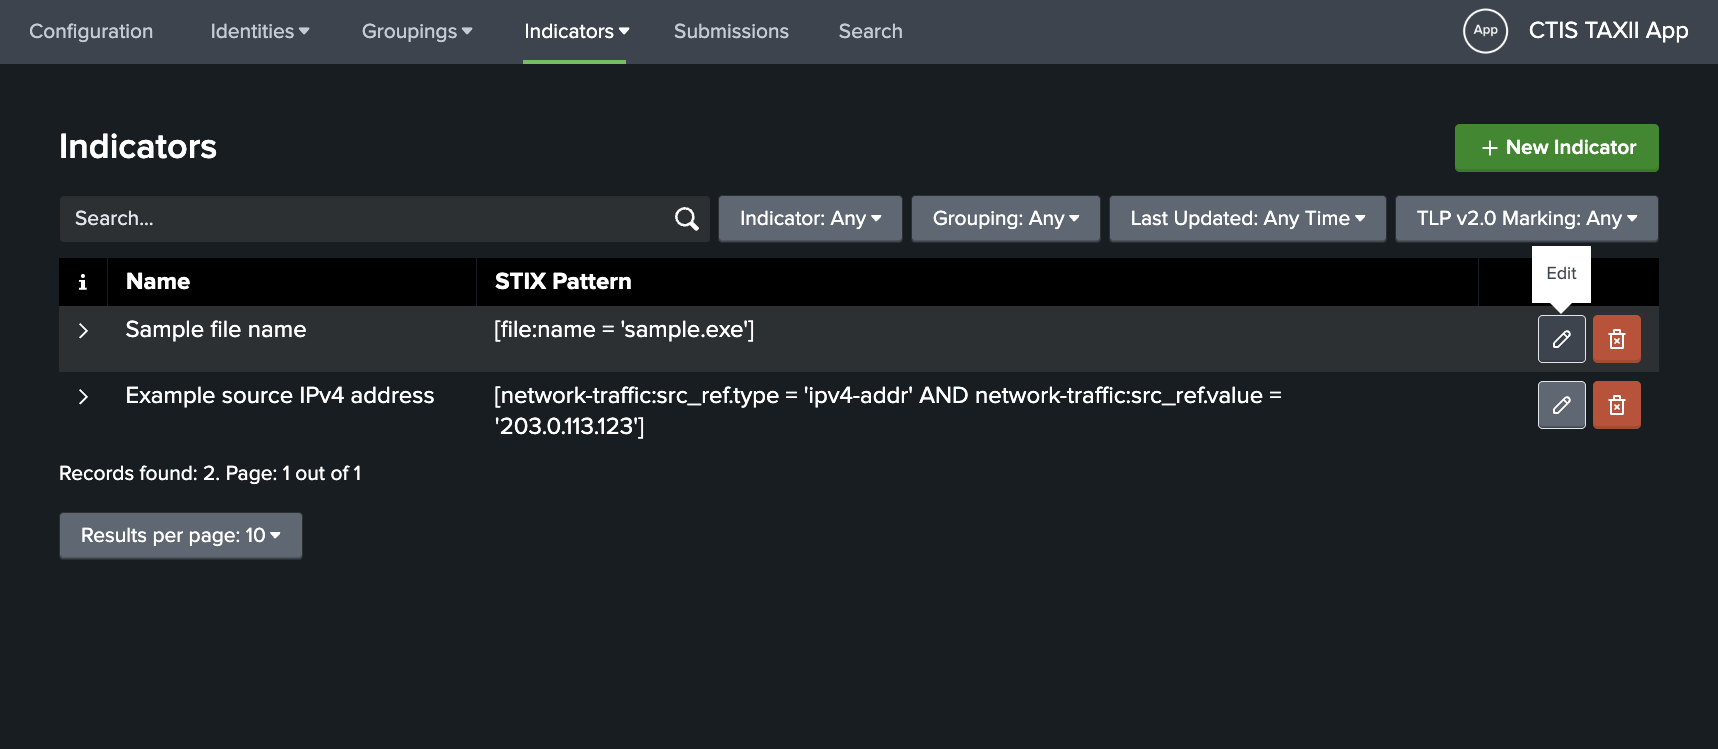 Configuration Identities Groupings Indicators Submissions Search App CTIS TAXII App
Indicators
+ New Indicator
Search... Indicator: Any Grouping: Any Last Updated: Any Time TLP v2.0 Marking: Any
Edit
i Name STIX Pattern
Sample file name [file:name = 'sample.exe']
Example source IPv4 address [network-traffic:src_ref.type = 'ipv4-addr' AND network-traffic:src_ref.value =
'203.0.113.123']
Records found: 2. Page: 1 out of 1
Results per page: 10